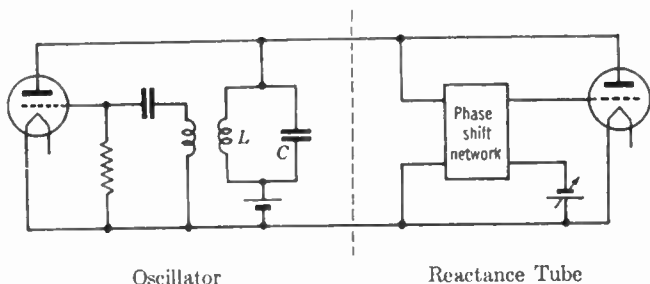 L
C
Phase
shift
network
Oscillator
Reactance Tube